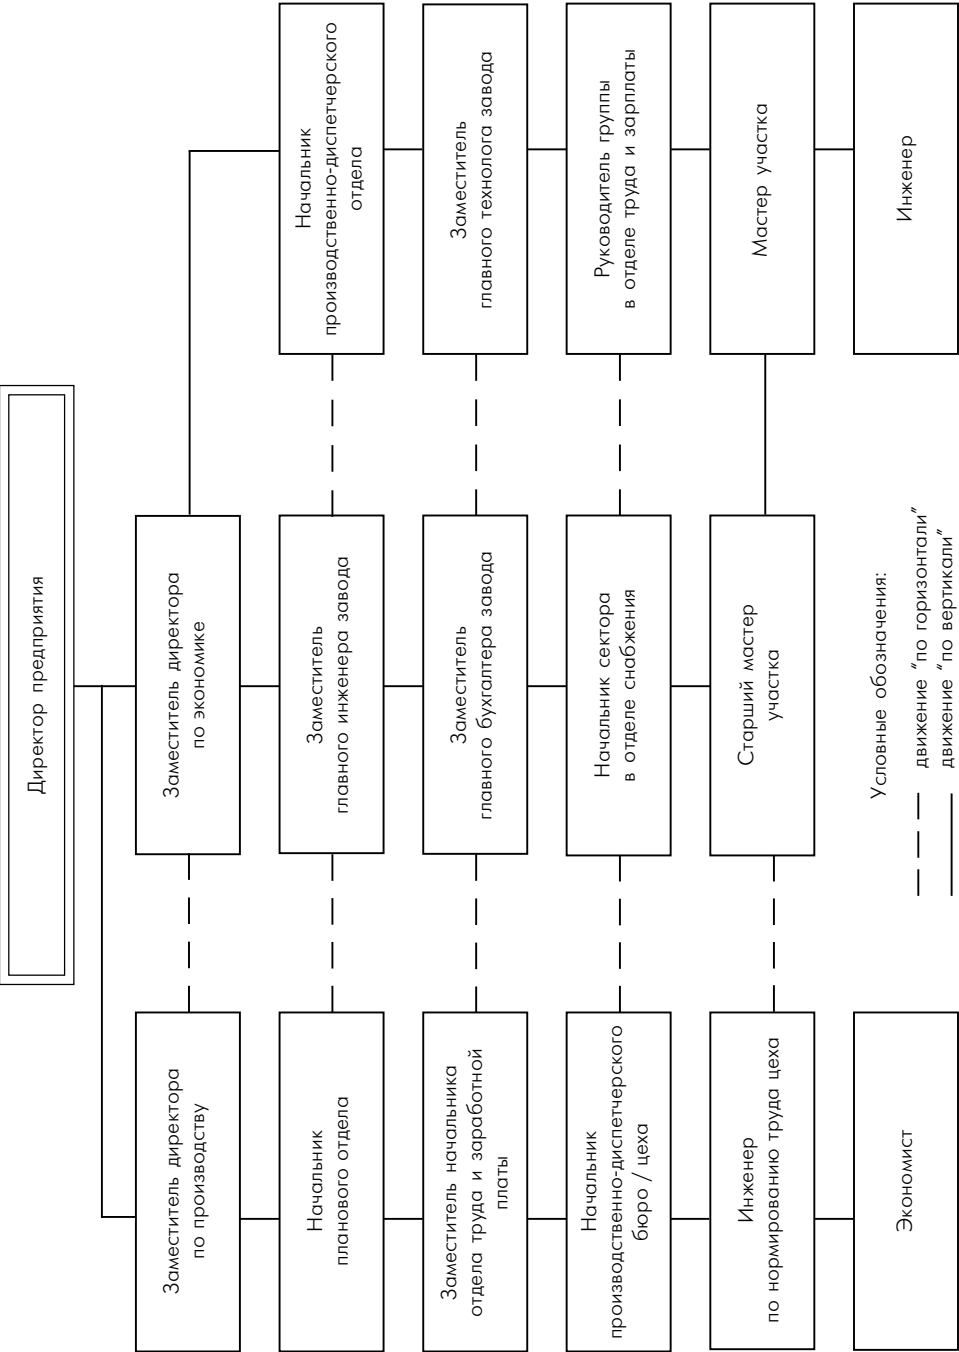 Директор предприятия
Заместитель директора
по производству
Заместитель директора
по экономике
Начальник
планового отдела
Заместитель
главного инженера завода
Начальник
производственно-диспетчерского
отдела
Заместитель начальника
отдела труда и заработной
платы
Заместитель
главного бухгалтера завода
Заместитель
главного технолога завода
Начальник
производственно-диспетчерского
бюро / цеха
Начальник сектора
в отделе снабжения
Руководитель группы
в отделе труда и зарплаты
Инженер
по нормированию труда цеха
Старший мастер
участка
Мастер участка
Экономист
Инженер
Условные обозначения:
движение "по горизонтали"
движение "по вертикали"